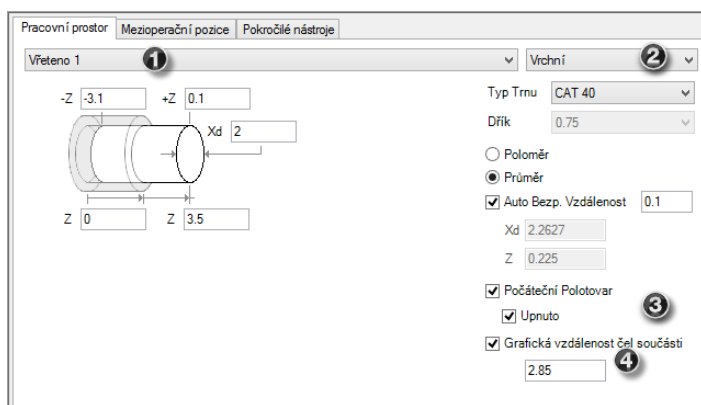 Pracovní prostor Mezioperační pozice Pokročilé nástroje
Vřeteno 1 1 Vrchní 2
-Z -3.1 +Z 0.1
Xd 2
Z 0 Z 3.5
Typ Trnu CAT 40
Dřík 0.75
Poloměr
Průměr
Auto Bezp. Vzdálenost 0.1
Xd 2.2627
Z 0.225
Počáteční Polotovar
Upnuto 3
Grafická vzdálenost čel součásti
2.85 4